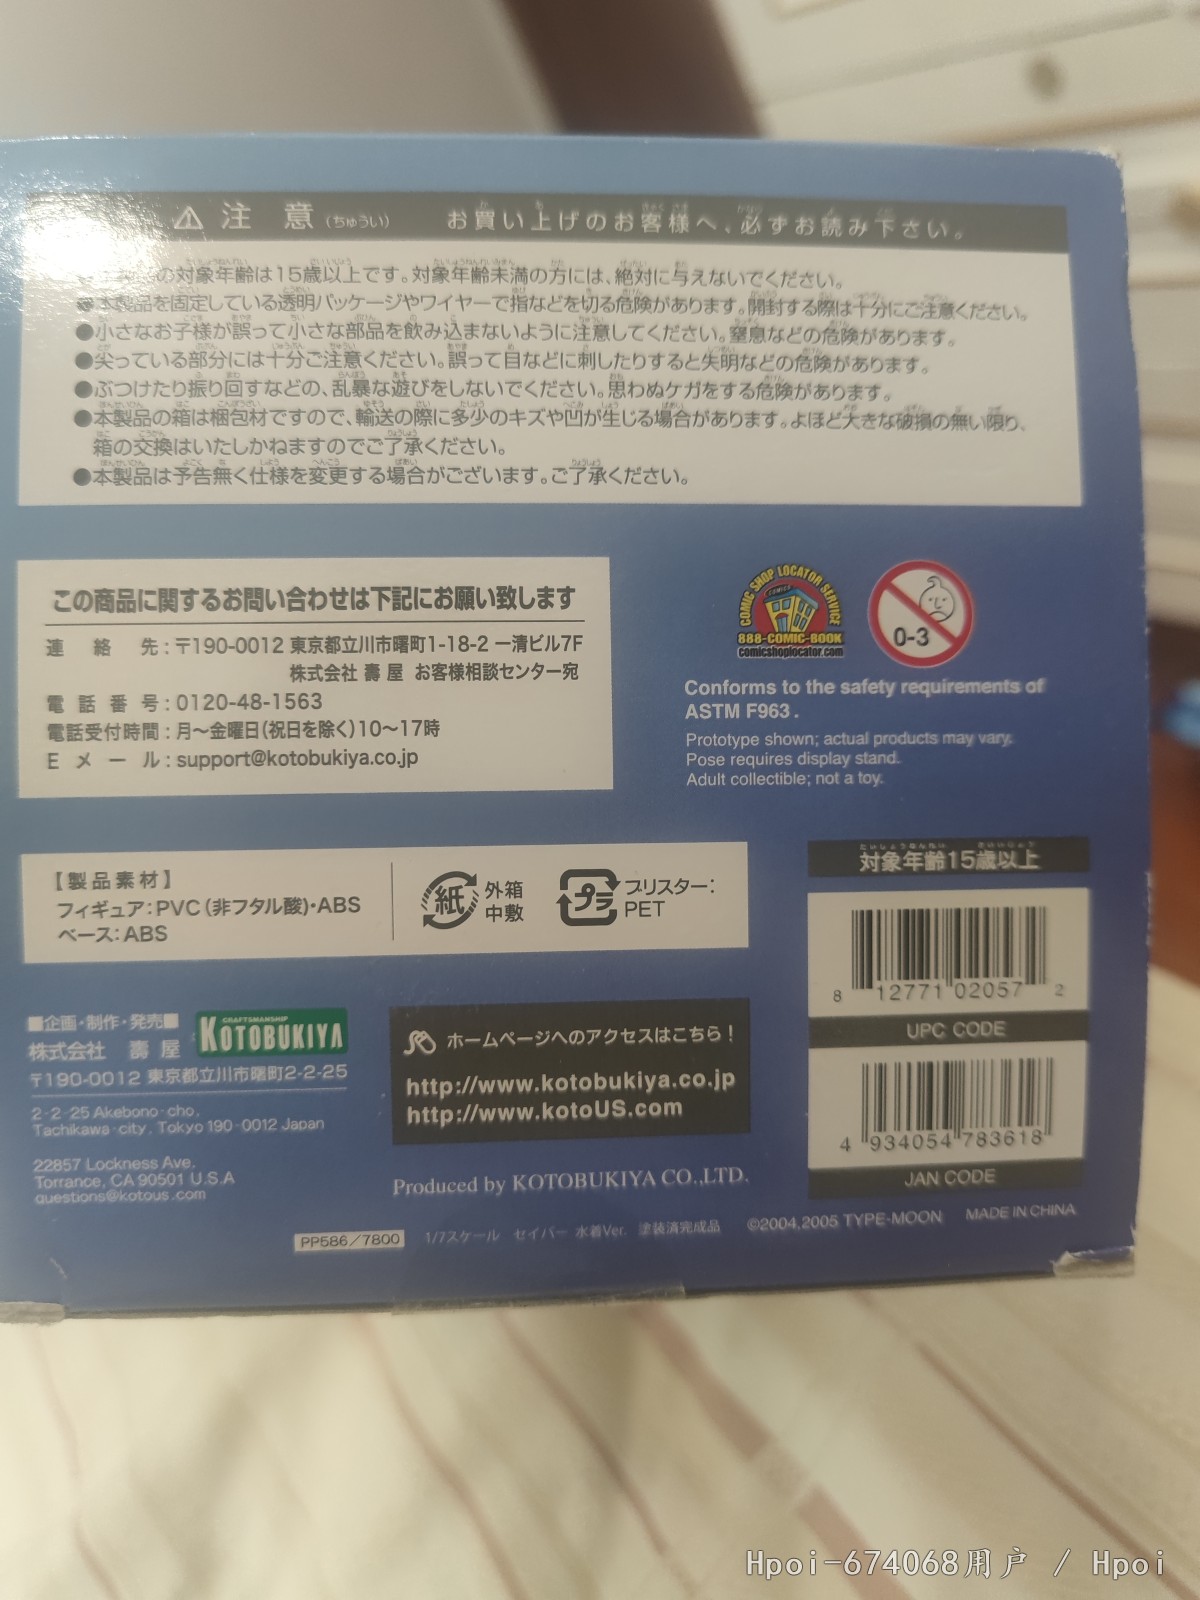 ⚠ 注意(ちゅうい) お買い上げのお客様へ、必ずお読み下さい。
の対象年齢は15歳以上です。対象年齢未満の方には、絶対に与えないでください。
●本製品を固定している透明パッケージやワイヤーで指などを切る危険があります。開封する際は十分にご注意ください。
●小さなお子様が誤って小さな部品を飲み込まないように注意してください。窒息などの危険があります。
●尖っている部分には十分ご注意ください。誤って目などに刺したりすると失明などの危険があります。
●ぶつけたり振り回すなどの、乱暴な遊びをしないでください。思わぬケガをする危険があります。
●本製品の箱は梱包材ですので、輸送の際に多少のキズや凹が生じる場合があります。よほど大きな破損の無い限り、
箱の交換はいたしかねますのでご了承ください。
●本製品は予告無く仕様を変更する場合がございます。ご了承ください。
この商品に関するお問い合わせは下記にお願い致します
連絡先:〒190-0012 東京都立川市曙町1-18-2 一清ビル7F
株式会社 壽屋 お客様相談センター宛
電話番号:0120-48-1563
電話受付時間:月〜金曜日(祝日を除く)10〜17時
Eメール:support@kotobukiya.co.jp
COMIC SHOP LOCATOR SERVICE
COMICS
888-COMIC-BOOK
comicshoplocator.com
0-3
Conforms to the safety requirements of
ASTM F963.
Prototype shown; actual products may vary.
Pose requires display stand.
Adult collectible; not a toy.
【製品素材】
フィギュア:PVC(非フタル酸)・ABS
ベース:ABS
紙 外箱
中敷
プラ ブリスター:
PET
対象年齢15歳以上
8 12771 02057 2
UPC CODE
4 934054 783618
JAN CODE
■企画・制作・発売■
株式会社 壽屋
CRAFTSMANSHIP
KOTOBUKIYA
〒190-0012 東京都立川市曙町2-2-25
2-2-25 Akebono-cho,
Tachikawa-city, Tokyo 190-0012 Japan
22857 Lockness Ave.
Torrance, CA 90501 U.S.A
questions@kotous.com
ホームページへのアクセスはこちら!
http://www.kotobukiya.co.jp
http://www.kotoUS.com
Produced by KOTOBUKIYA CO.,LTD.
PP586/7800 1/7スケール セイバー 水着Ver. 塗装済完成品 ©2004,2005 TYPE-MOON MADE IN CHINA
Hpoi-674068用户 / Hpoi